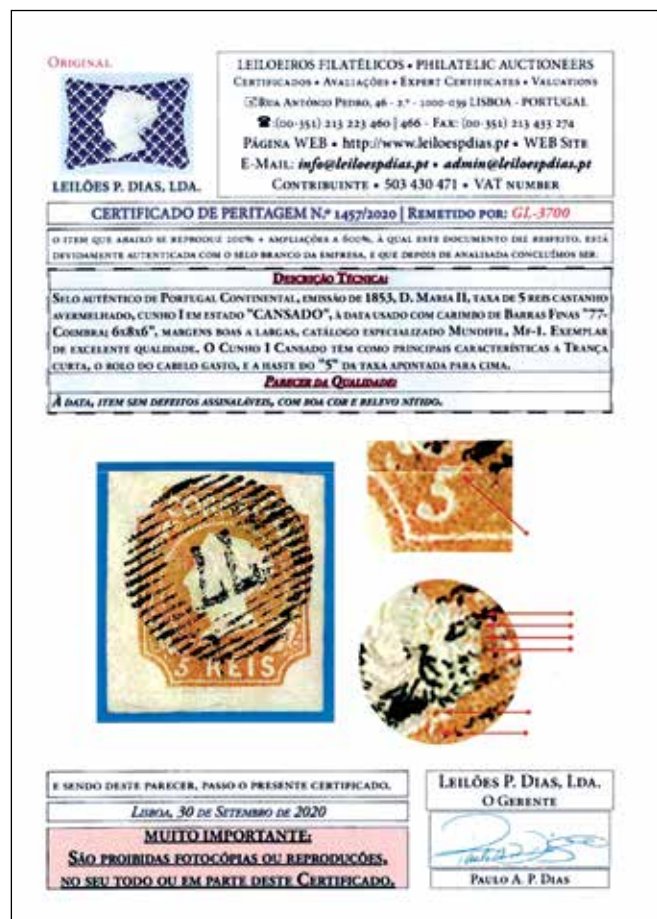 ORIGINAL
LEILÕES P. DIAS, LDA.
LEILOEIROS FILATÉLICOS • PHILATELIC AUCTIONEERS
CERTIFICADOS • AVALIAÇÕES • EXPERT CERTIFICATES • VALUATIONS
RUA ANTÓNIO PEDRO, 46 - 2.º - 1000-039 LISBOA - PORTUGAL
☎:(00-351) 213 223 460 | 466 - FAX: (00-351) 213 433 274
PÁGINA WEB • http://www.leiloespdias.pt • WEB SITE
E-MAIL: info@leiloespdias.pt • admin@leiloespdias.pt
CONTRIBUINTE • 503 430 471 • VAT NUMBER
CERTIFICADO DE PERITAGEM N.º 1457/2020 | REMETIDO POR: GL-3700
O ITEM QUE ABAIXO SE REPRODUZ 100% + AMPLIAÇÕES A 600%, À QUAL ESTE DOCUMENTO DIZ RESPEITO, ESTÁ
DEVIDAMENTE AUTENTICADA COM O SELO BRANCO DA EMPRESA, E QUE DEPOIS DE ANALISADA CONCLUÍMOS SER:
DESCRIÇÃO TÉCNICA:
SELO AUTÊNTICO DE PORTUGAL CONTINENTAL, EMISSÃO DE 1853, D. MARIA II, TAXA DE 5 REIS CASTANHO
AVERMELHADO, CUNHO I EM ESTADO "CANSADO", À DATA USADO COM CARIMBO DE BARRAS FINAS "77-
COIMBRA; 6X8X6", MARGENS BOAS A LARGAS, CATÁLOGO ESPECIALIZADO MUNDIFIL, MF-1. EXEMPLAR
DE EXCELENTE QUALIDADE. O CUNHO I CANSADO TÊM COMO PRINCIPAIS CARACTERÍSTICAS A TRANÇA
CURTA, O ROLO DO CABELO GASTO, E A HASTE DO "5" DA TAXA APONTADA PARA CIMA.
PARECER DA QUALIDADE:
À DATA, ITEM SEM DEFEITOS ASSINALÁVEIS, COM BOA COR E RELEVO NÍTIDO.
CORREIO
77
5 REIS
5
E SENDO DESTE PARECER, PASSO O PRESENTE CERTIFICADO.
LISBOA, 30 DE SETEMBRO DE 2020
MUITO IMPORTANTE:
SÃO PROIBIDAS FOTOCÓPIAS OU REPRODUÇÕES,
NO SEU TODO OU EM PARTE DESTE CERTIFICADO.
LEILÕES P. DIAS, LDA.
O GERENTE
PAULO A. P. DIAS